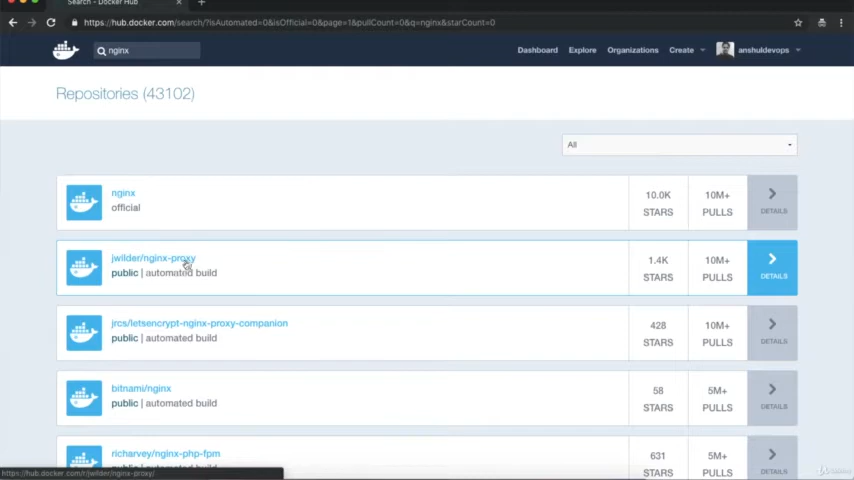 Search - Docker Hub
https://hub.docker.com/search/?isAutomated=0&isOfficial=0&page=1&pullCount=0&q=nginx&starCount=0
nginx
Dashboard Explore Organizations Create anshuldevops
Repositories (43102)
All
nginx
official
10.0K
STARS
10M+
PULLS
DETAILS
jwilder/nginx-proxy
public | automated build
1.4K
STARS
10M+
PULLS
DETAILS
jrcs/letsencrypt-nginx-proxy-companion
public | automated build
428
STARS
10M+
PULLS
DETAILS
bitnami/nginx
public | automated build
58
STARS
5M+
PULLS
DETAILS
richarvey/nginx-php-fpm
public | automated build
631
STARS
5M+
PULLS
DETAILS
https://hub.docker.com/r/jwilder/nginx-proxy/